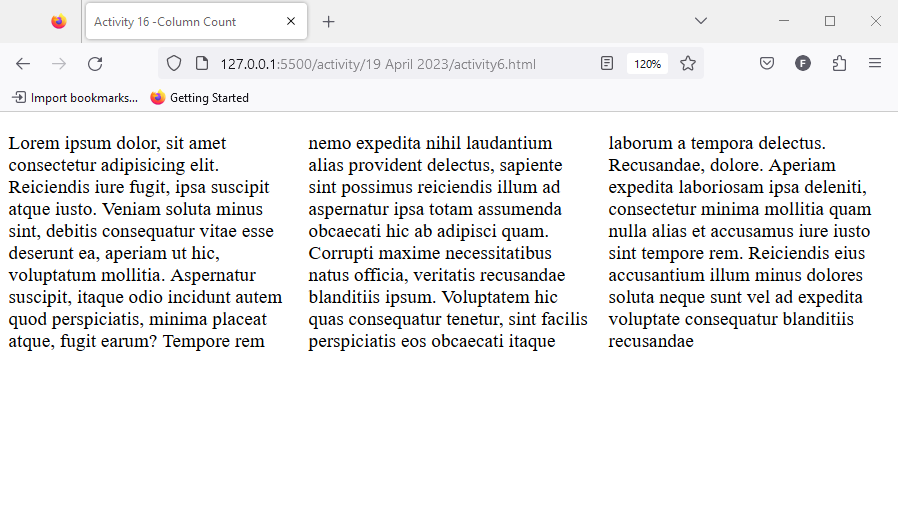 Activity 16 -Column Count
127.0.0.1:5500/activity/19 April 2023/activity6.html
120%
F
Import bookmarks...
Getting Started
Lorem ipsum dolor, sit amet
consectetur adipisicing elit.
Reiciendis iure fugit, ipsa suscipit
atque iusto. Veniam soluta minus
sint, debitis consequatur vitae esse
deserunt ea, aperiam ut hic,
voluptatum mollitia. Aspernatur
suscipit, itaque odio incidunt autem
quod perspiciatis, minima placeat
atque, fugit earum? Tempore rem
nemo expedita nihil laudantium
alias provident delectus, sapiente
sint possimus reiciendis illum ad
aspernatur ipsa totam assumenda
obcaecati hic ab adipisci quam.
Corrupti maxime necessitatibus
natus officia, veritatis recusandae
blanditiis ipsum. Voluptatem hic
quas consequatur tenetur, sint facilis
perspiciatis eos obcaecati itaque
laborum a tempora delectus.
Recusandae, dolore. Aperiam
expedita laboriosam ipsa deleniti,
consectetur minima mollitia quam
nulla alias et accusamus iure iusto
sint tempore rem. Reiciendis eius
accusantium illum minus dolores
soluta neque sunt vel ad expedita
voluptate consequatur blanditiis
recusandae